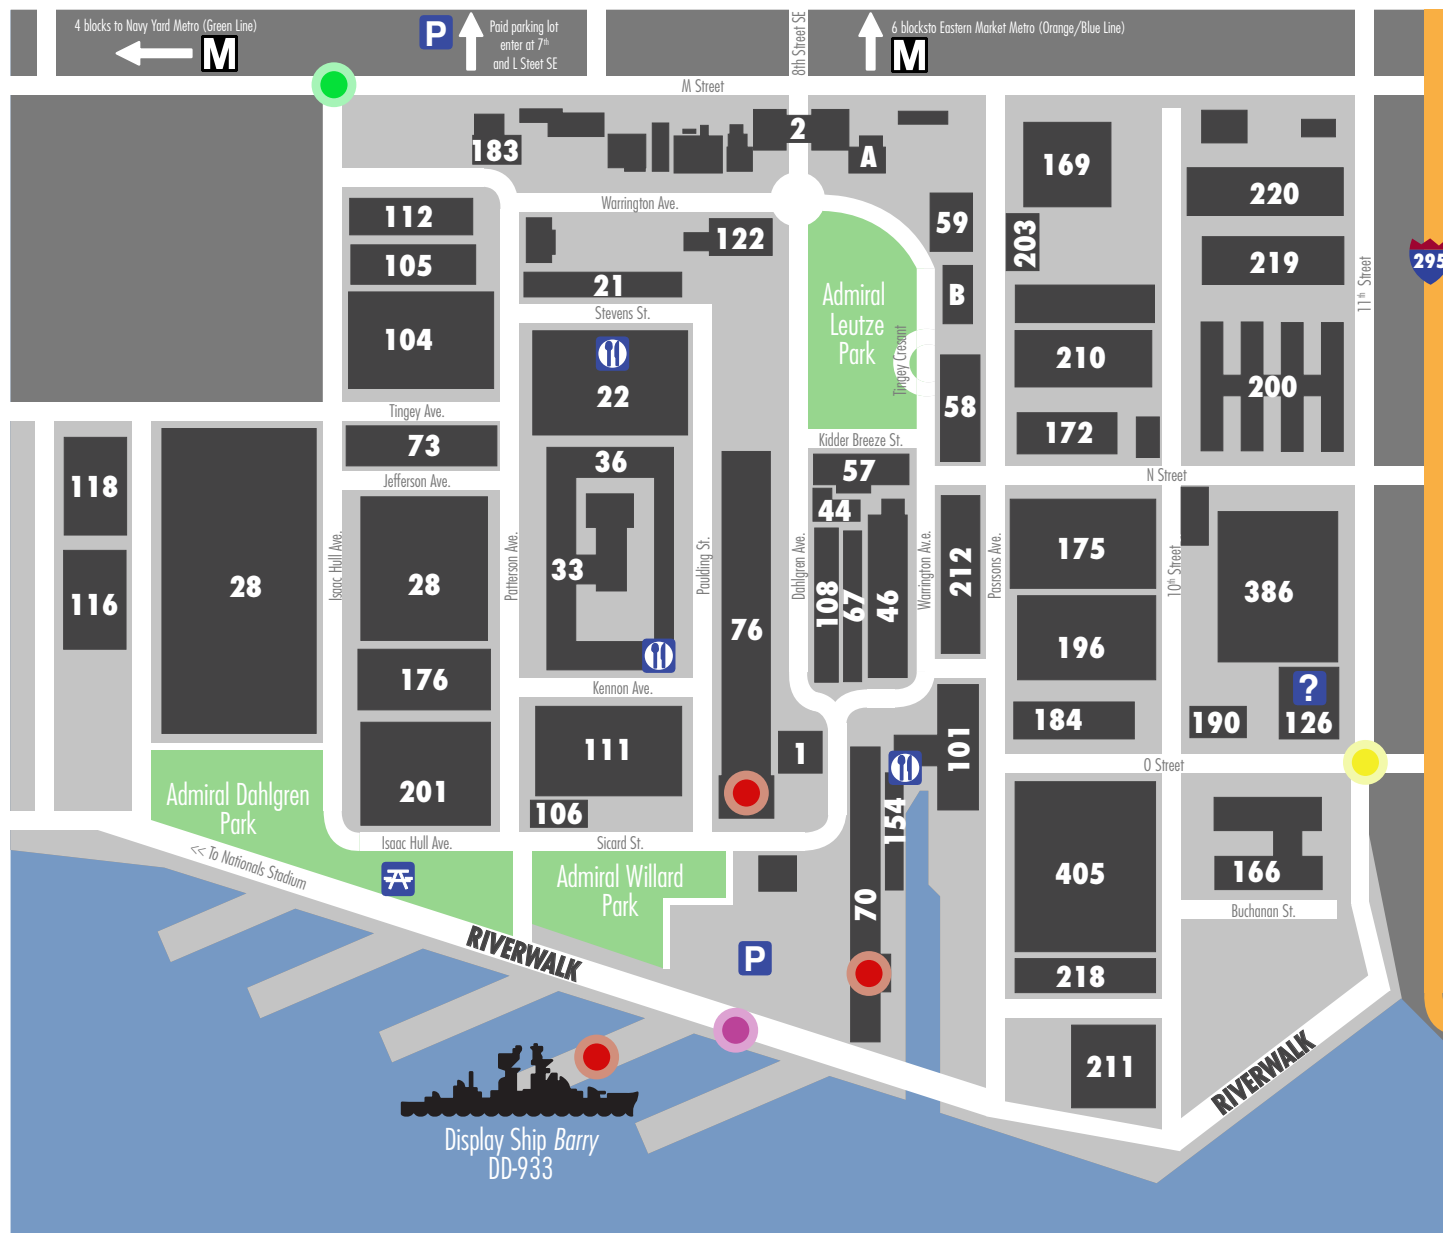 4 blocks to Navy Yard Metro (Green Line)
M
P
Paid parking lot
enter at 7th
and L Steet SE
8th Street SE
6 blocksto Eastern Market Metro (Orange/Blue Line)
M
M Street
183
2
A
169
220
112
Warrington Ave.
59
203
122
105
219
295
21
B
11th Street
Admiral
Leutze
Park
Stevens St.
104
Tingey Cresant
210
22
200
58
Tingey Ave.
172
73
Kidder Breeze St.
36
57
N Street
Jefferson Ave.
118
44
175
Isaac Hull Ave.
Patterson Ave.
Paulding St.
Dahlgren Ave.
Warrington Av.e.
212
Pasrsons Ave.
10th Street
28
28
33
108
67
46
386
116
76
196
176
Kennon Ave.
?
126
184
190
111
1
101
O Street
Admiral Dahlgren
Park
201
106
154
Isaac Hull Ave.
Sicard St.
<< To Nationals Stadium
Admiral Willard
Park
405
166
70
Buchanan St.
RIVERWALK
P
218
211
RIVERWALK
Display Ship Barry
DD-933